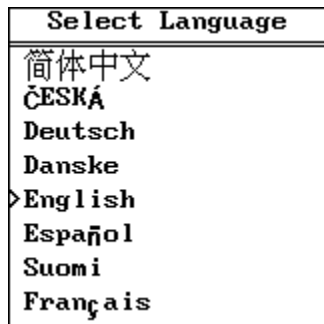 Select Language
简体中文
ČESKÁ
Deutsch
Danske
>English
Español
Suomi
Français